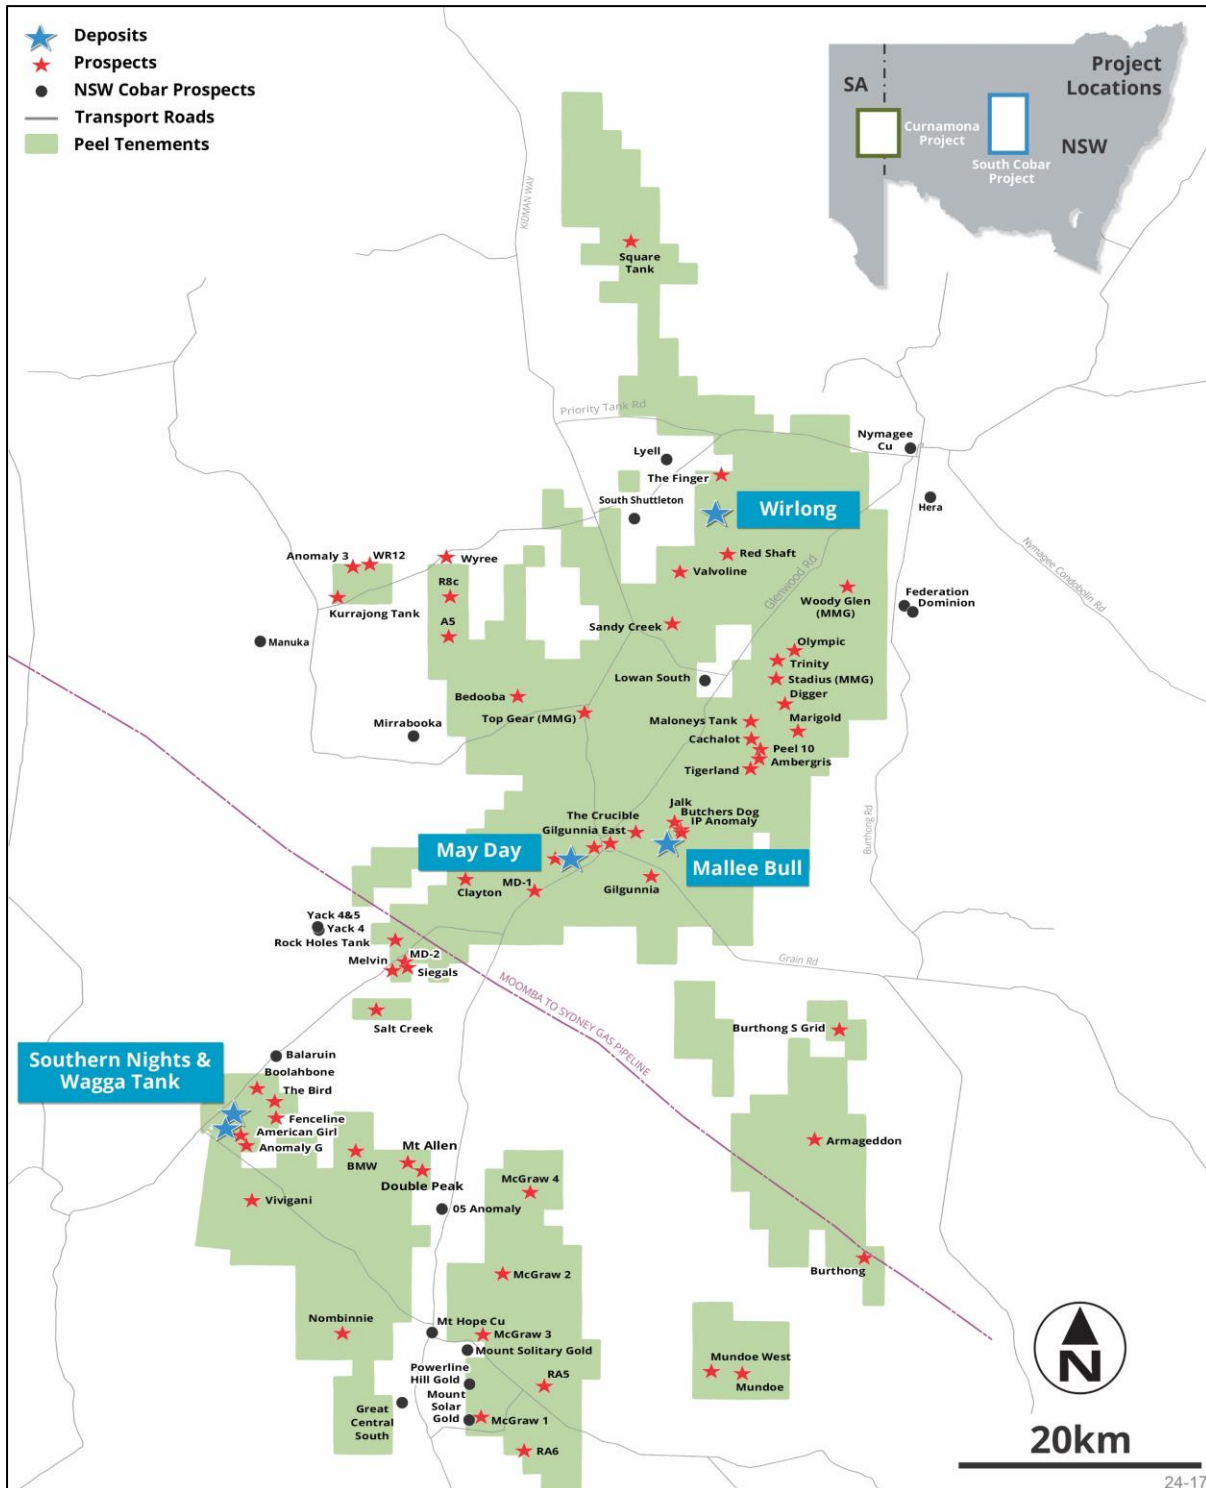 Deposits
Prospects
NSW Cobar Prospects
Transport Roads
Peel Tenements
Project
Locations
SA
NSW
Curnamona
Project
South Cobar
Project
KIDMAN WAY
Square
Tank
Priority Tank Rd
Lyell
Nymagee
Cu
The Finger
South Shuttleton
Wirlong
Hera
Nymagee Condobolin Rd
Anomaly 3
WR12
Wyree
Red Shaft
Valvoline
Glenwood Rd
R8c
Kurrajong Tank
Woody Glen
(MMG)
Federation
Dominion
A5
Sandy Creek
Manuka
Olympic
Trinity
Lowan South
Stadius (MMG)
Bedooba
Digger
Top Gear (MMG)
Maloneys Tank
Marigold
Mirrabooka
Cachalot
Peel 10
Ambergris
Tigerland
Jalk
The Crucible
Butchers Dog
Gilgunnia East
IP Anomaly
Burthong Rd
May Day
Mallee Bull
Clayton
MD-1
Gilgunnia
Yack 4&5
Yack 4
Rock Holes Tank
Melvin
MD-2
Siegals
Grain Rd
MOOMBA TO SYDNEY GAS PIPELINE
Salt Creek
Burthong S Grid
Southern Nights &
Wagga Tank
Balaruin
Boolahbone
The Bird
Fenceline
American Girl
Anomaly G
BMW
Mt Allen
Double Peak
Armageddon
McGraw 4
Vivigani
05 Anomaly
Burthong
McGraw 2
Nombinnie
Mt Hope Cu
McGraw 3
Mount Solitary Gold
Powerline
Hill Gold
RA5
Mundoe West
Mundoe
Mount
Solar
Gold
McGraw 1
Great
Central
South
RA6
N
20km
24-17